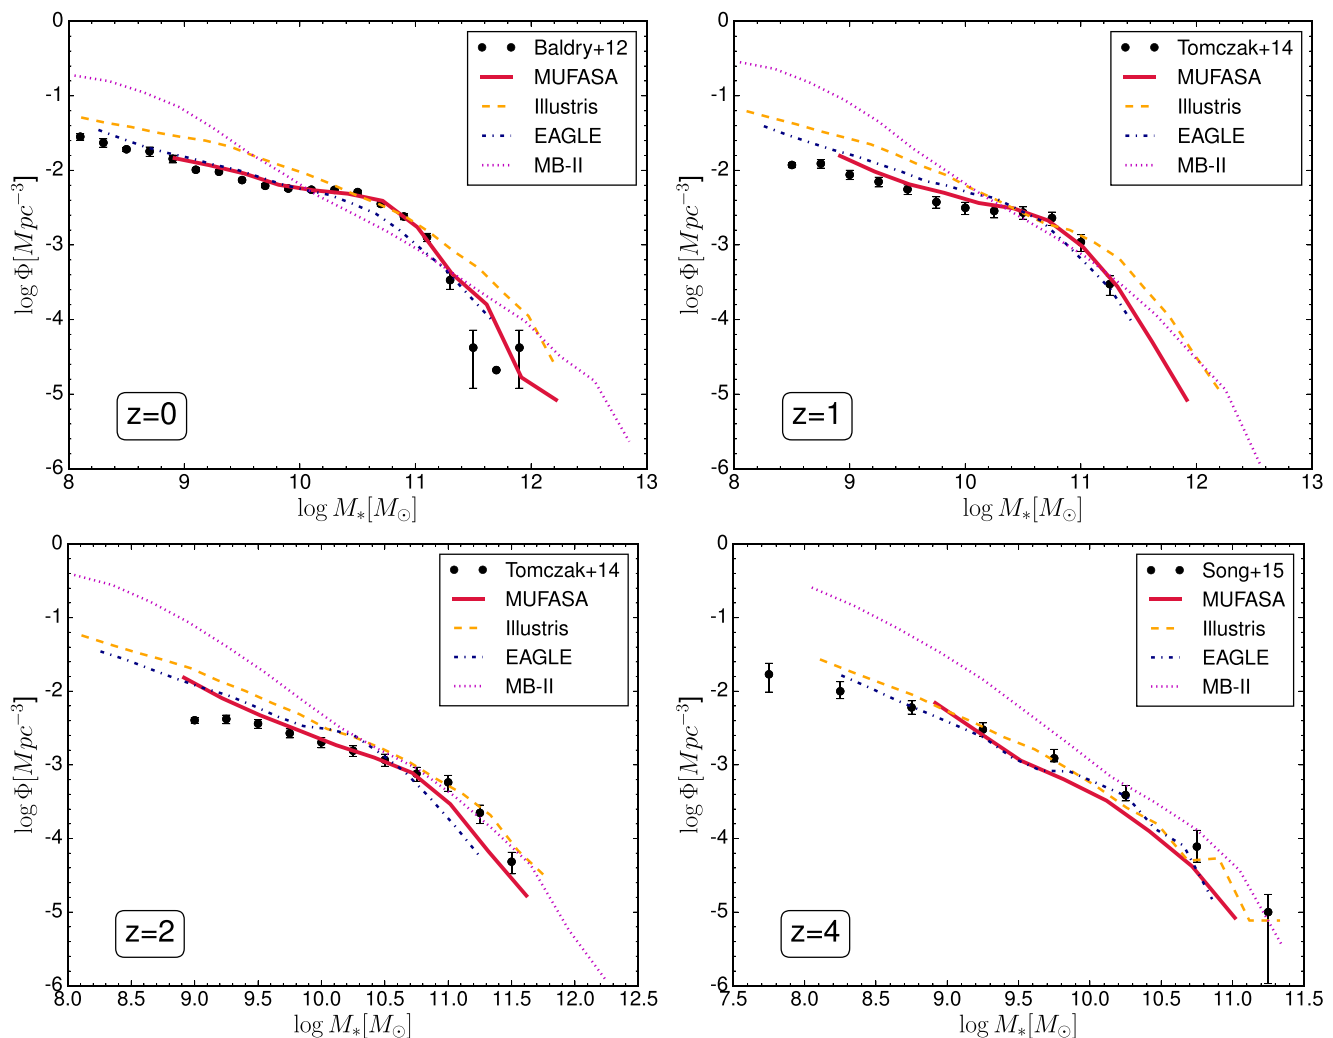 0
-1
-2
-3
-4
-5
-6
log Φ[Mpc⁻³]
Baldry+12
MUFASA
Illustris
EAGLE
MB-II
z=0
8 9 10 11 12 13
log M*[M⊙]
0
-1
-2
-3
-4
-5
-6
log Φ[Mpc⁻³]
Tomczak+14
MUFASA
Illustris
EAGLE
MB-II
z=1
8 9 10 11 12 13
log M*[M⊙]
0
-1
-2
-3
-4
-5
-6
log Φ[Mpc⁻³]
Tomczak+14
MUFASA
Illustris
EAGLE
MB-II
z=2
8.0 8.5 9.0 9.5 10.0 10.5 11.0 11.5 12.0 12.5
log M*[M⊙]
0
-1
-2
-3
-4
-5
-6
log Φ[Mpc⁻³]
Song+15
MUFASA
Illustris
EAGLE
MB-II
z=4
7.5 8.0 8.5 9.0 9.5 10.0 10.5 11.0 11.5
log M*[M⊙]